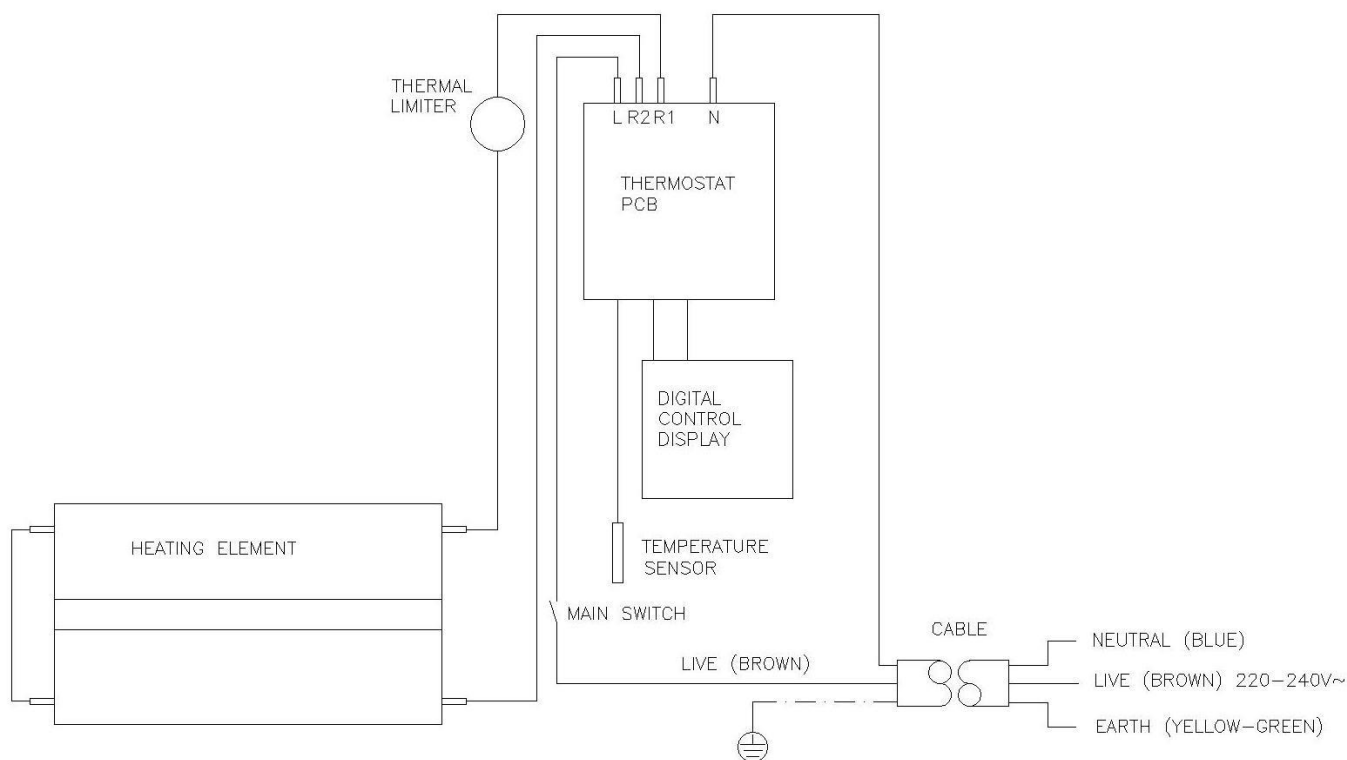 THERMAL
LIMITER
L R2 R1 N
THERMOSTAT
PCB
DIGITAL
CONTROL
DISPLAY
HEATING ELEMENT
TEMPERATURE
SENSOR
MAIN SWITCH
CABLE
NEUTRAL (BLUE)
LIVE (BROWN)
LIVE (BROWN) 220-240V~
EARTH (YELLOW-GREEN)